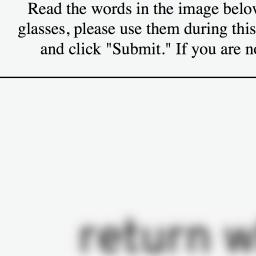 Read the words in the image below
glasses, please use them during this
and click "Submit." If you are no
return wi